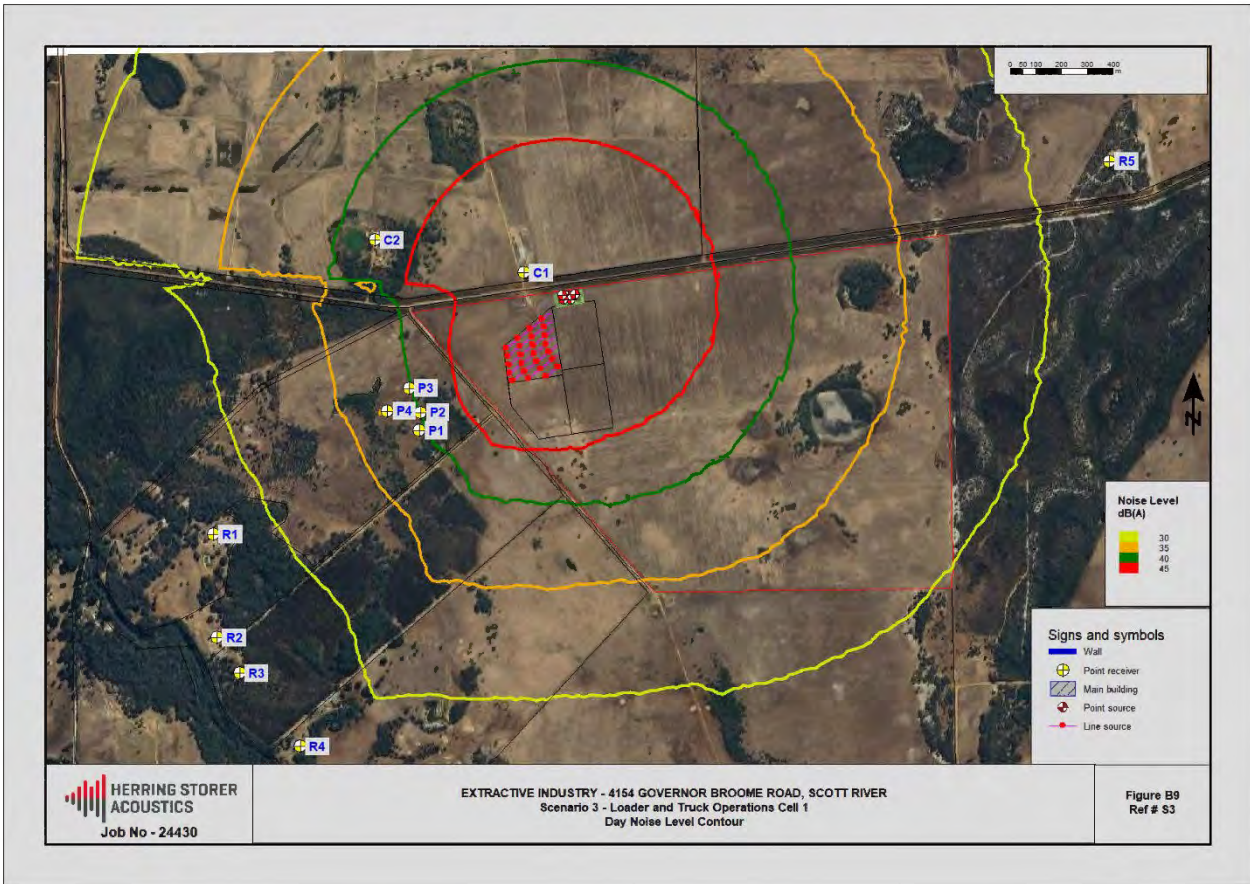 0 50 100 200 300 400
m
R5
C2
C1
P3
P4
P2
P1
R1
R2
R3
R4
N
Noise Level
dB(A)
30
35
40
45
Signs and symbols
Wall
Point receiver
Main building
Point source
Line source
HERRING STORER
ACOUSTICS
Job No - 24430
EXTRACTIVE INDUSTRY - 4154 GOVERNOR BROOME ROAD, SCOTT RIVER
Scenario 3 - Loader and Truck Operations Cell 1
Day Noise Level Contour
Figure B9
Ref # S3